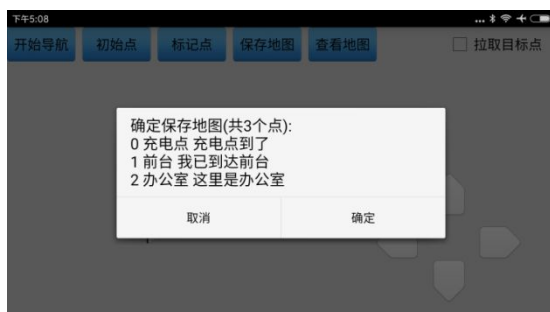 下午5:08
...
开始导航 初始点 标记点 保存地图 查看地图 拉取目标点
确定保存地图(共3个点):
0 充电点 充电点到了
1 前台 我已到达前台
2 办公室 这里是办公室
取消 确定